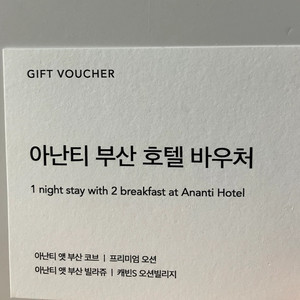 GIFT VOUCHER
아난티 부산 호텔 바우처
1 night stay with 2 breakfast at Ananti Hotel
아난티 앳 부산 코브 | 프리미엄 오션
아난티 앳 부산 빌라쥬 | 캐빈S 오션빌리지